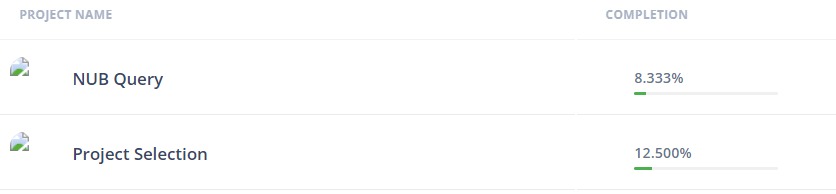 PROJECT NAME COMPLETION
NUB Query 8.333%
Project Selection 12.500%